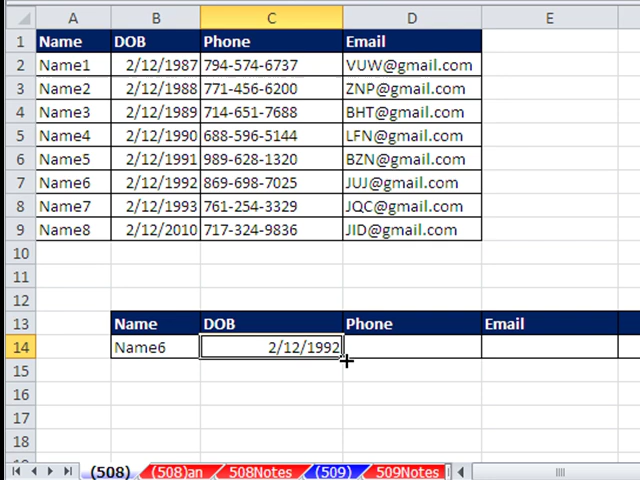 A B C D E
1 Name DOB Phone Email
2 Name1 2/12/1987 794-574-6737 VUW@gmail.com
3 Name2 2/12/1988 771-456-6200 ZNP@gmail.com
4 Name3 2/12/1989 714-651-7688 BHT@gmail.com
5 Name4 2/12/1990 688-596-5144 LFN@gmail.com
6 Name5 2/12/1991 989-628-1320 BZN@gmail.com
7 Name6 2/12/1992 869-698-7025 JUJ@gmail.com
8 Name7 2/12/1993 761-254-3329 JQC@gmail.com
9 Name8 2/12/2010 717-324-9836 JID@gmail.com
10
11
12
13 Name DOB Phone Email
14 Name6 2/12/1992
15
16
17
18
(508) (508)an 508Notes (509) 509Notes